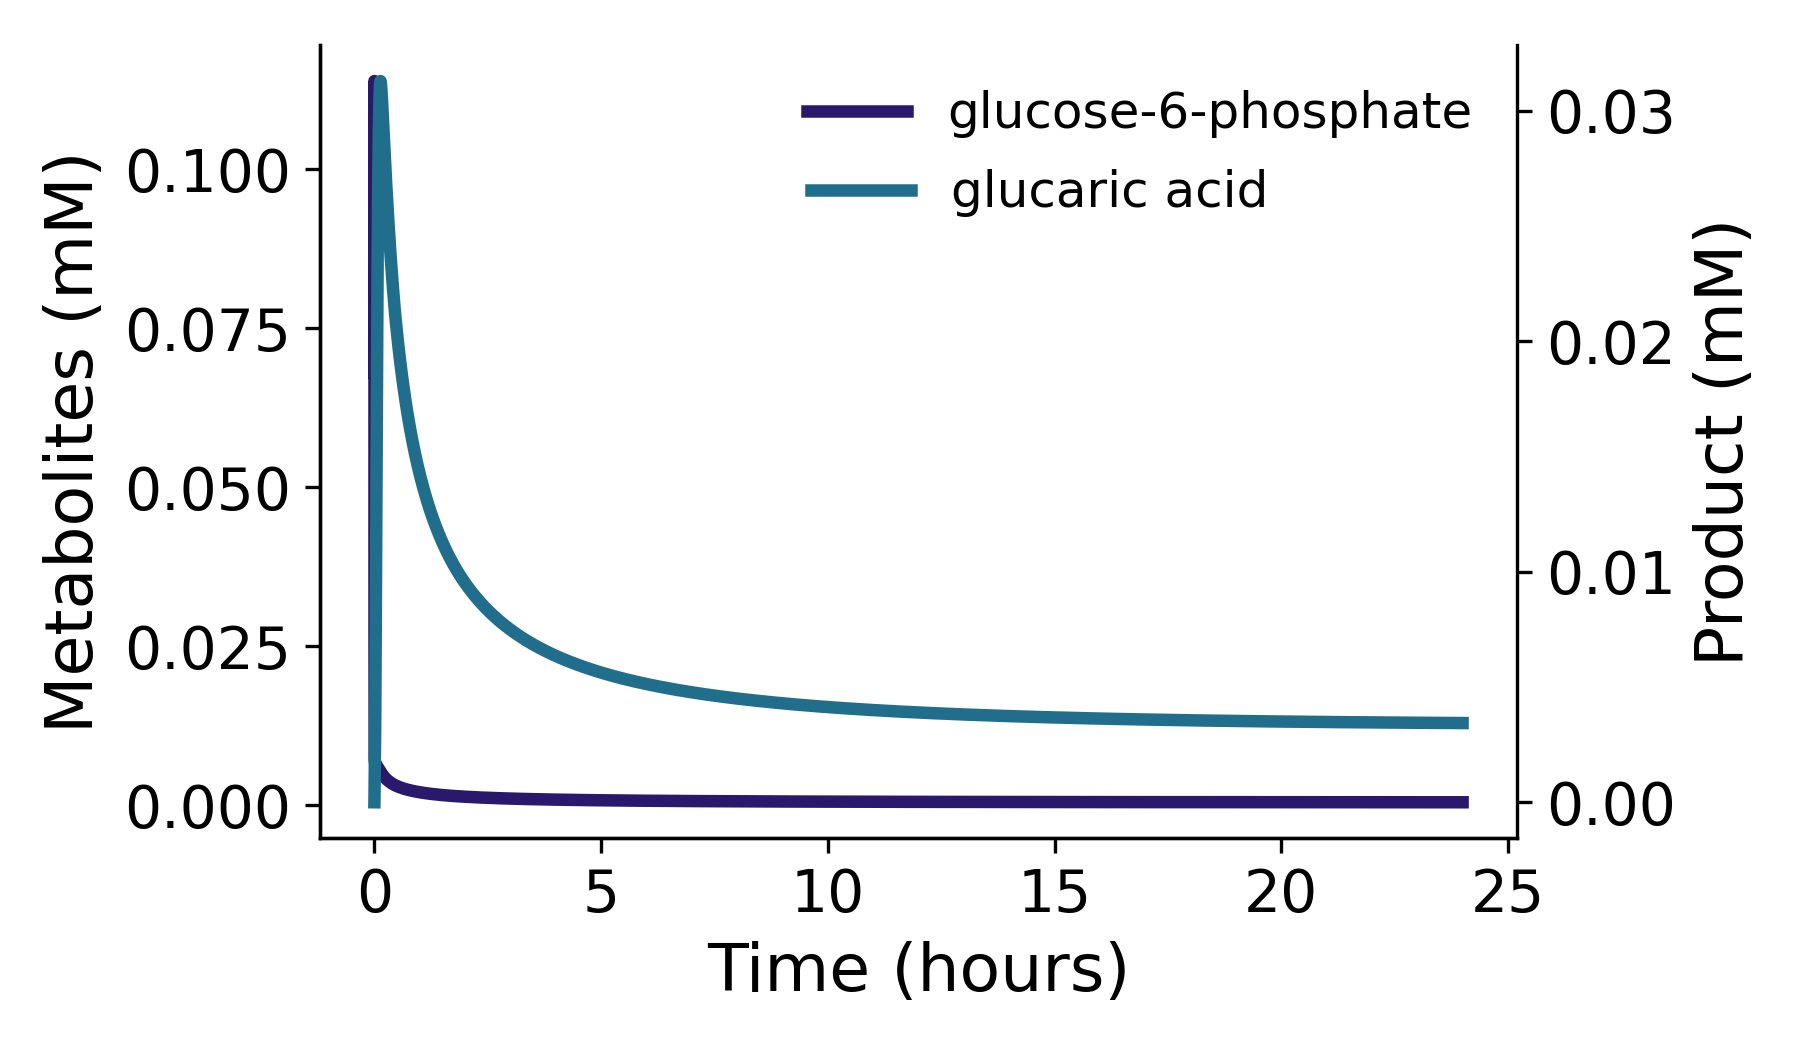 glucose-6-phosphate
glucaric acid
Metabolites (mM)
0.100
0.075
0.050
0.025
0.000
0.03
0.02
0.01
0.00
Product (mM)
0 5 10 15 20 25
Time (hours)